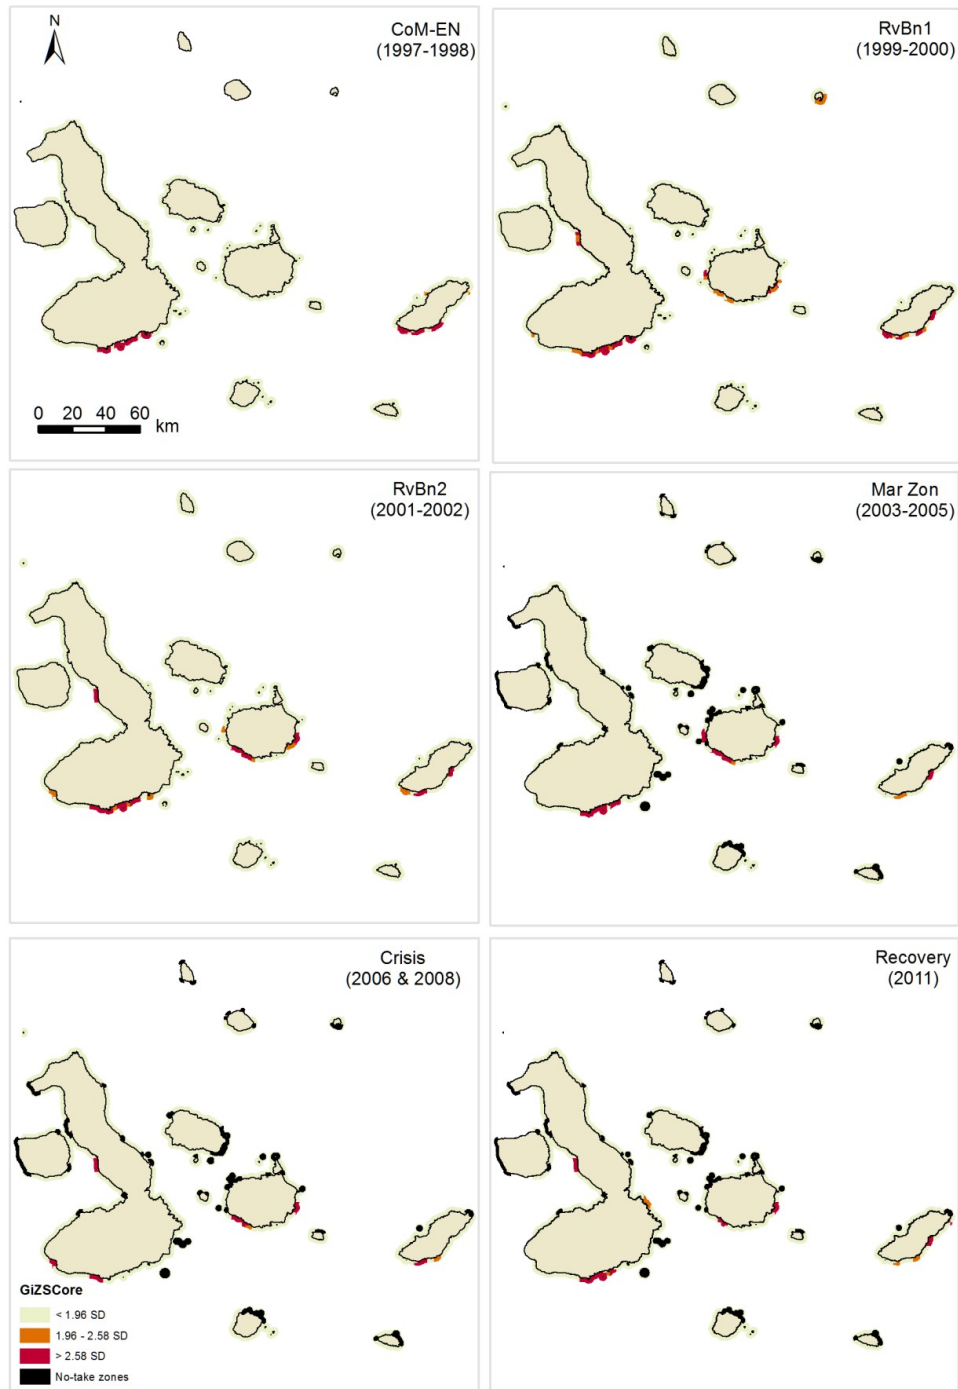 N
CoM-EN
(1997-1998)
RvBn1
(1999-2000)
0 20 40 60
km
RvBn2
(2001-2002)
Mar Zon
(2003-2005)
Crisis
(2006 & 2008)
Recovery
(2011)
GiZSCore
< 1.96 SD
1.96 - 2.58 SD
> 2.58 SD
No-take zones